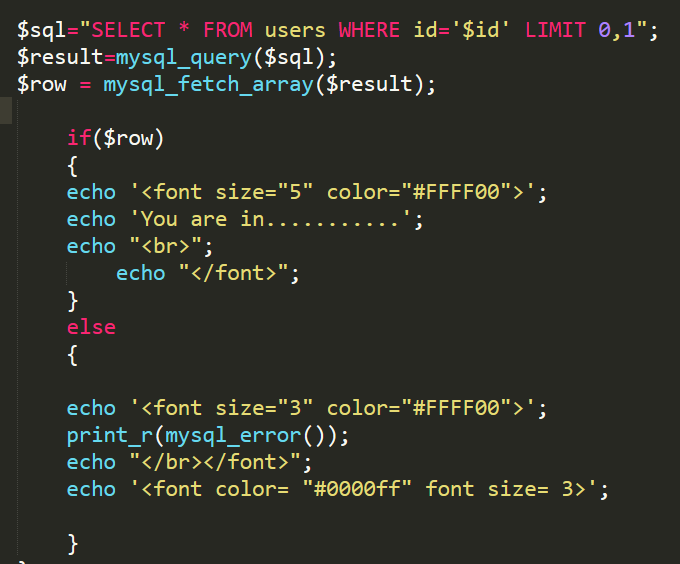 $sql="SELECT * FROM users WHERE id='$id' LIMIT 0,1";
$result=mysql_query($sql);
$row = mysql_fetch_array($result);
if($row)
{
echo '<font size="5" color="#FFFF00">';
echo 'You are in...........';
echo "<br>";
echo "</font>";
}
else
{
echo '<font size="3" color="#FFFF00">';
print_r(mysql_error());
echo "</br></font>";
echo '<font color= "#0000ff" font size= 3>';
}